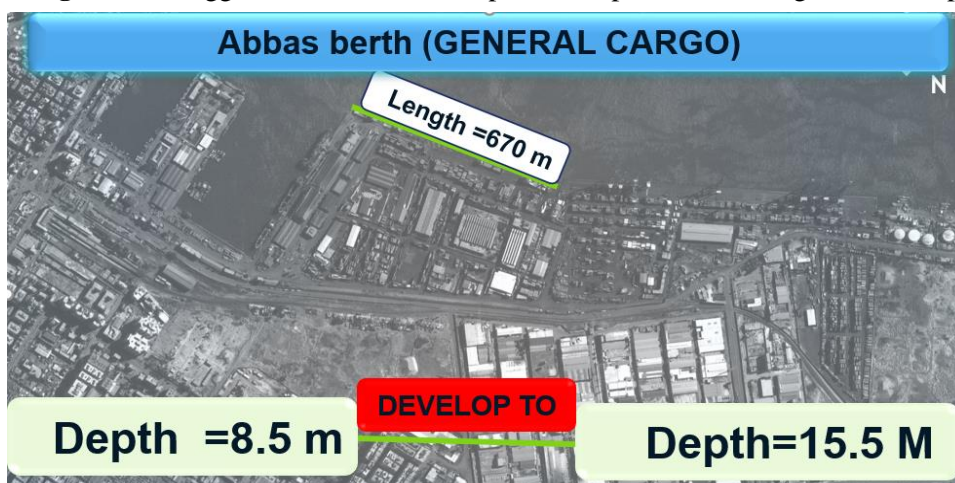 Abbas berth (GENERAL CARGO)
N
Length =670 m
DEVELOP TO
Depth =8.5 m
Depth=15.5 M